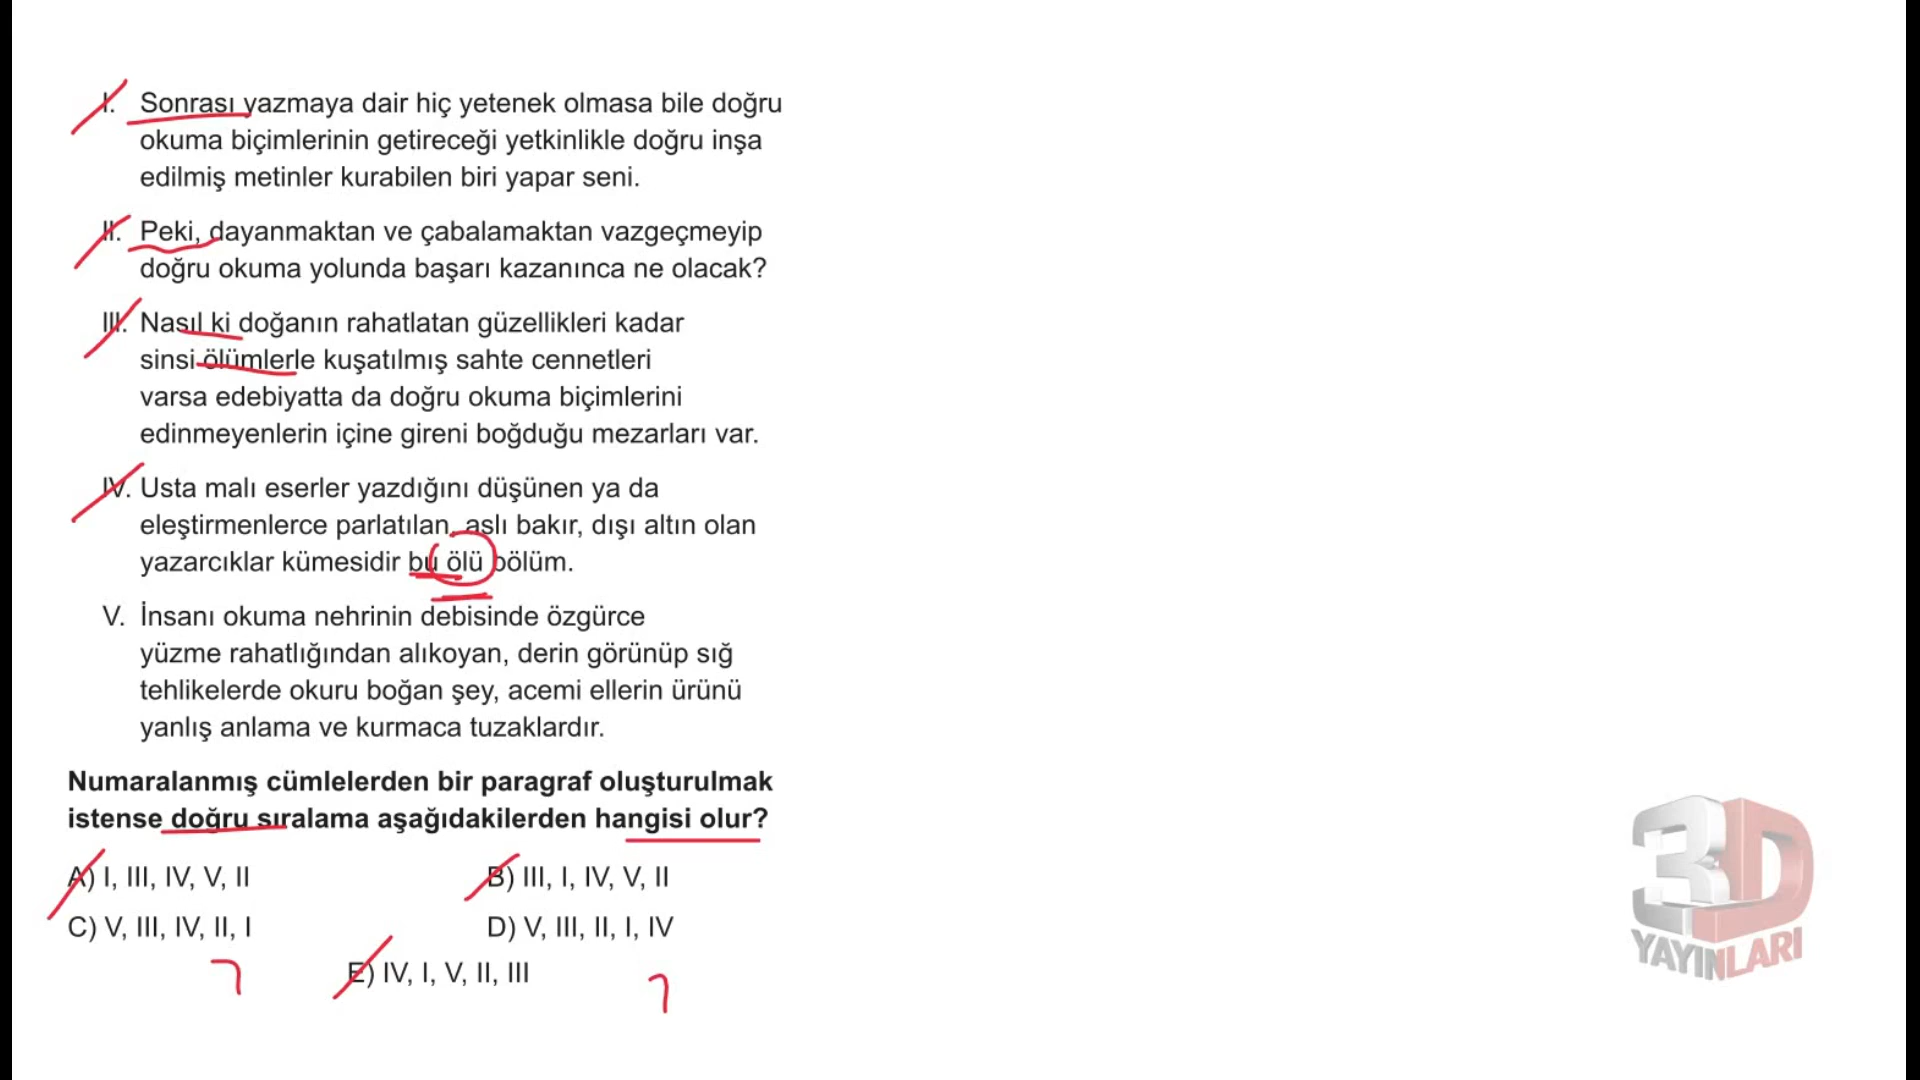 I. Sonrası yazmaya dair hiç yetenek olmasa bile doğru
okuma biçimlerinin getireceği yetkinlikle doğru inşa
edilmiş metinler kurabilen biri yapar seni.
II. Peki, dayanmaktan ve çabalamaktan vazgeçmeyip
doğru okuma yolunda başarı kazanınca ne olacak?
III. Nasıl ki doğanın rahatlatan güzellikleri kadar
sinsi ölümlerle kuşatılmış sahte cennetleri
varsa edebiyatta da doğru okuma biçimlerini
edinmeyenlerin içine gireni boğduğu mezarları var.
IV. Usta malı eserler yazdığını düşünen ya da
eleştirmenlerce parlatılan, aslı bakır, dışı altın olan
yazarcıklar kümesidir bu ölü bölüm.
V. İnsanı okuma nehrinin debisinde özgürce
yüzme rahatlığından alıkoyan, derin görünüp sığ
tehlikelerde okuru boğan şey, acemi ellerin ürünü
yanlış anlama ve kurmaca tuzaklardır.
Numaralanmış cümlelerden bir paragraf oluşturulmak
istense doğru sıralama aşağıdakilerden hangisi olur?
A) I, III, IV, V, II
B) III, I, IV, V, II
C) V, III, IV, II, I
D) V, III, II, I, IV
E) IV, I, V, II, III
3D
YAYINLARI